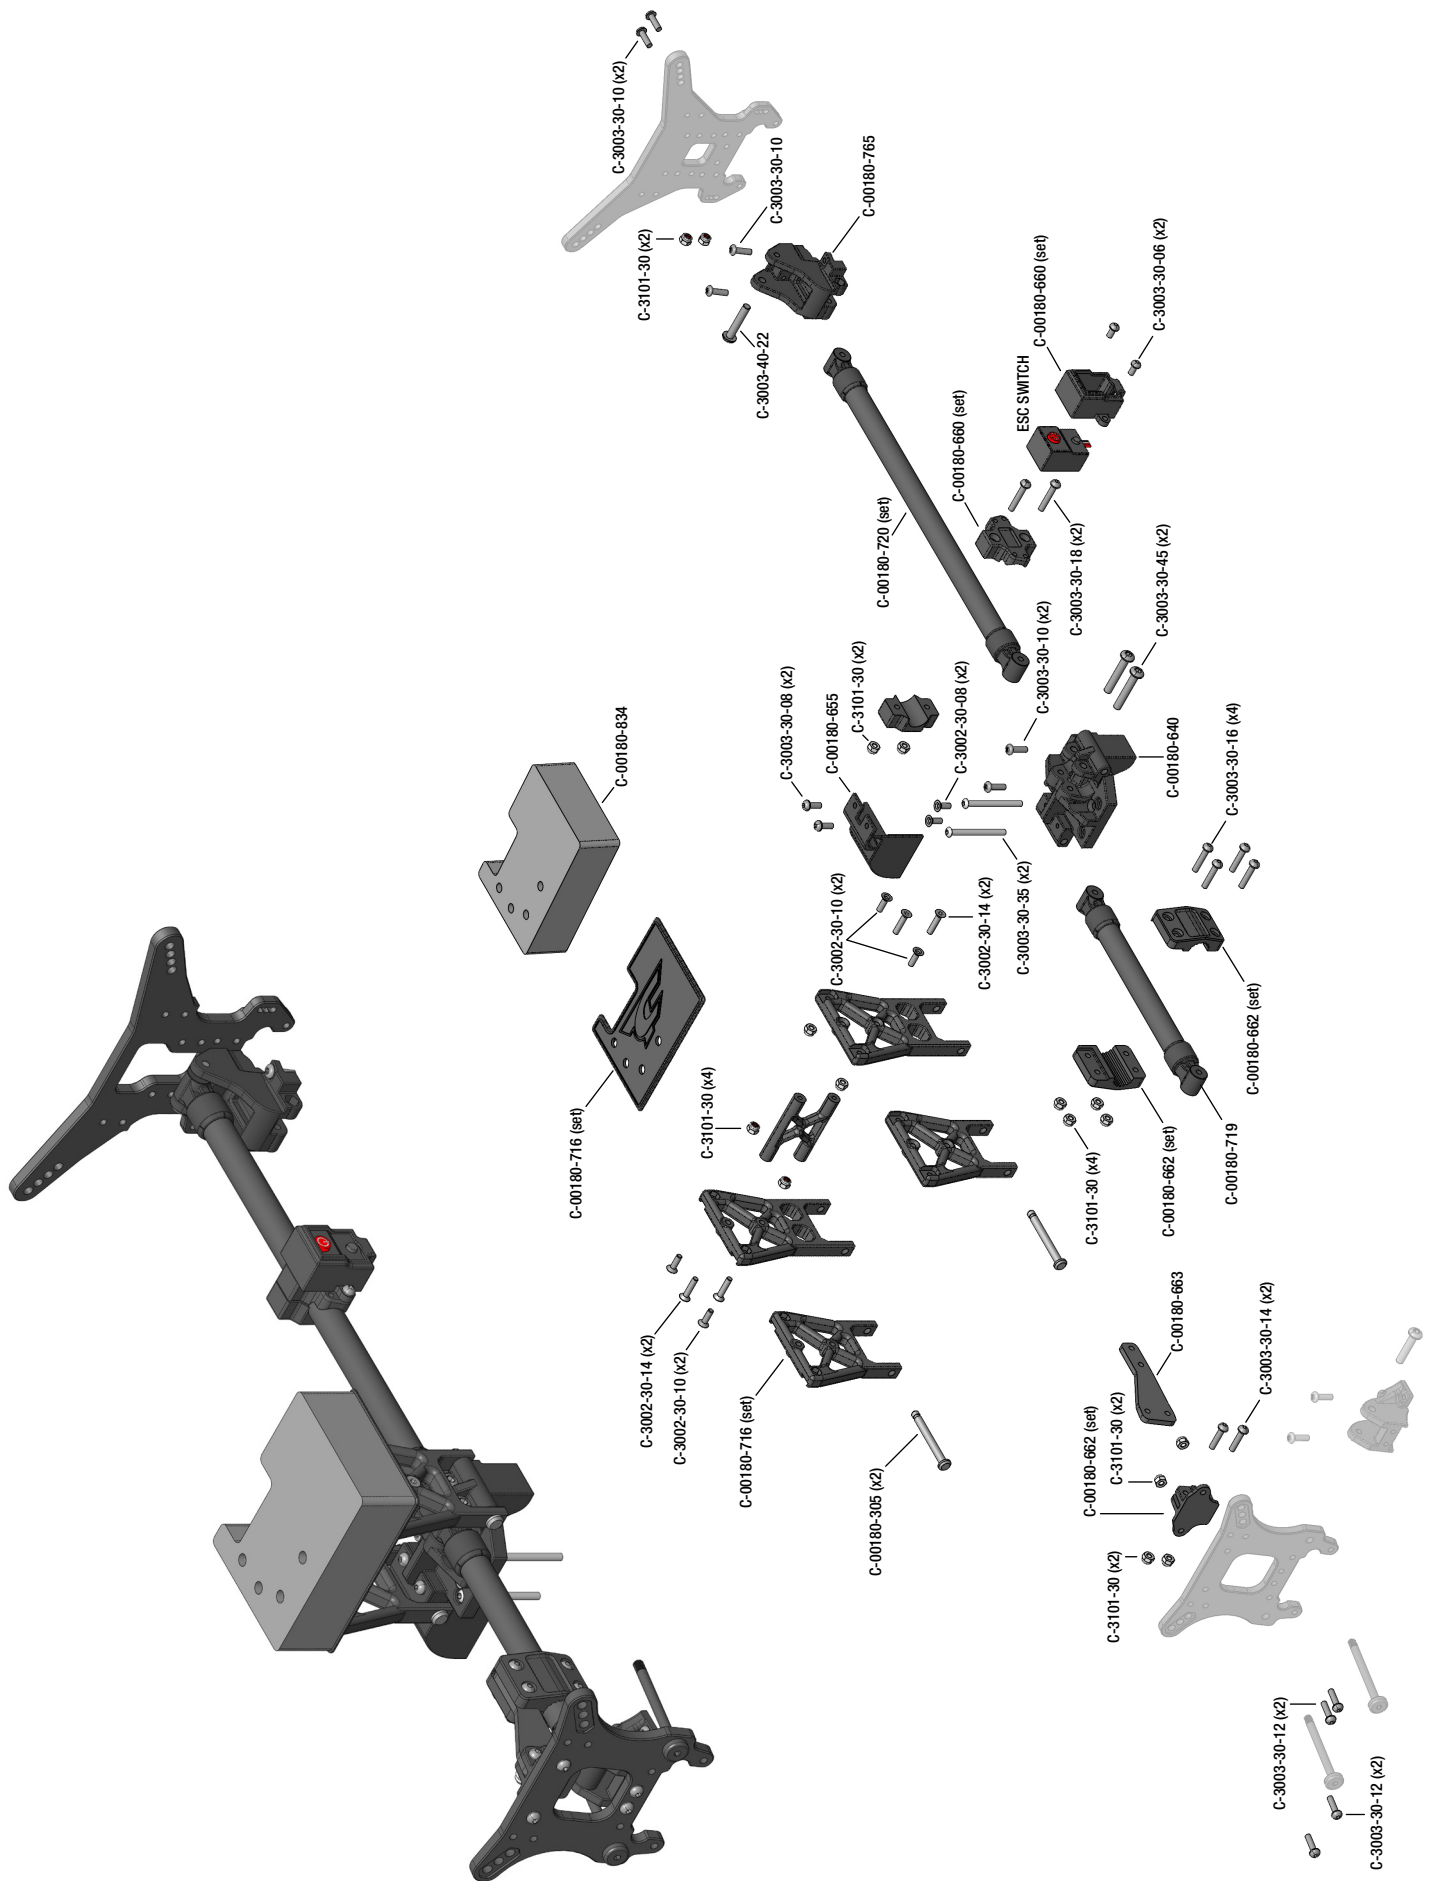 C-3003-30-10 (x2)
C-3101-30 (x2)
C-3003-30-10
C-00180-765
C-3003-40-22
C-00180-660 (set)
C-3003-30-06 (x2)
ESC SWITCH
C-00180-660 (set)
C-00180-720 (set)
C-3003-30-18 (x2)
C-3003-30-45 (x2)
C-3003-30-10 (x2)
C-3101-30 (x2)
C-3002-30-08 (x2)
C-3003-30-08 (x2)
C-00180-655
C-00180-640
C-3003-30-16 (x4)
C-00180-834
C-3002-30-10 (x2)
C-3002-30-14 (x2)
C-3003-30-35 (x2)
C-00180-662 (set)
C-00180-716 (set)
C-3101-30 (x4)
C-3101-30 (x4)
C-00180-662 (set)
C-00180-719
C-3002-30-14 (x2)
C-3002-30-10 (x2)
C-00180-716 (set)
C-00180-305 (x2)
C-00180-663
C-3003-30-14 (x2)
C-00180-662 (set)
C-3101-30 (x2)
C-3101-30 (x2)
C-3003-30-12 (x2)
C-3003-30-12 (x2)